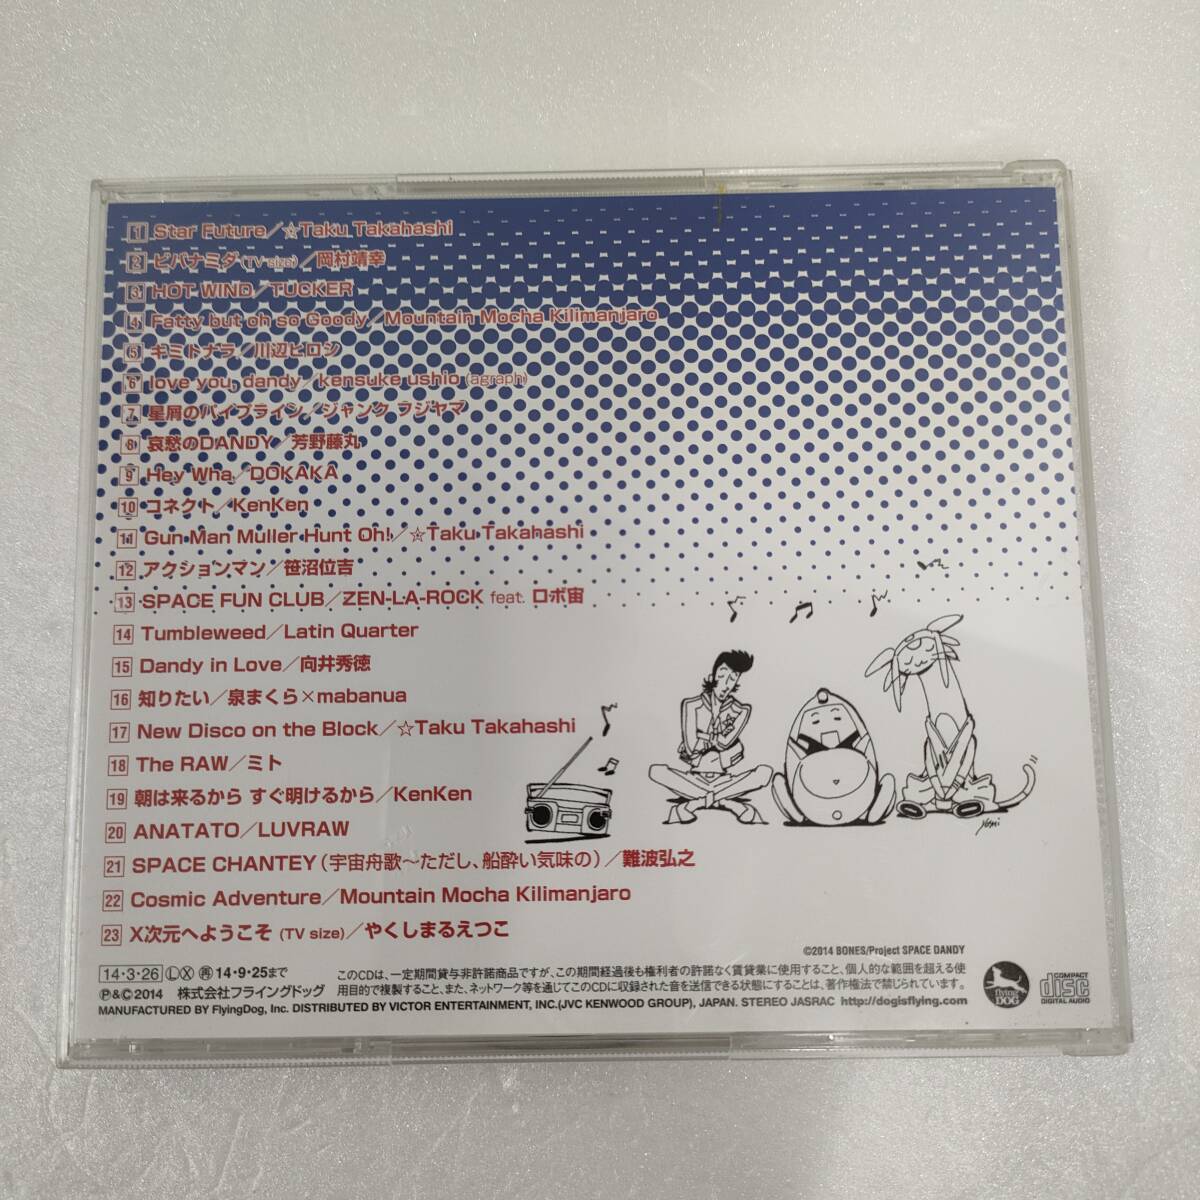 1 Star Future/☆Taku Takahashi
2 ビバナミダ(TV size)/岡村靖幸
3 HOT WIND/TUCKER
4 Fatty but oh so Goody/Mountain Mocha Kilimanjaro
5 キミトナラ/川辺ヒロシ
6 love you, dandy/kensuke ushio (agraph)
7 星屑のパイプライン/ジャンク フジヤマ
8 哀愁のDANDY/芳野藤丸
9 Hey Wha/DOKAKA
10 コネクト/KenKen
11 Gun Man Muller Hunt Oh!/☆Taku Takahashi
12 アクションマン/笹沼位吉
13 SPACE FUN CLUB/ZEN-LA-ROCK feat. ロボ宙
14 Tumbleweed/Latin Quarter
15 Dandy in Love/向井秀徳
16 知りたい/泉まくら×mabanua
17 New Disco on the Block/☆Taku Takahashi
18 The RAW/ミト
19 朝は来るから すぐ明けるから/KenKen
20 ANATATO/LUVRAW
21 SPACE CHANTEY(宇宙舟歌〜ただし、船酔い気味の)/難波弘之
22 Cosmic Adventure/Mountain Mocha Kilimanjaro
23 X次元へようこそ (TV size)/やくしまるえつこ
yomi
©2014 BONES/Project SPACE DANDY
14・3・26 Ⓛ Ⓧ ㊢14・9・25まで
℗&©2014 株式会社フライングドッグ
このCDは、一定期間貸与非許諾商品ですが、この期間経過後も権利者の許諾なく賃貸業に使用すること、個人的な範囲を超える使
用目的で複製すること、また、ネットワーク等を通じてこのCDに収録された音を送信できる状態にすることは、著作権法で禁じられています。
MANUFACTURED BY FlyingDog, Inc. DISTRIBUTED BY VICTOR ENTERTAINMENT, INC.(JVC KENWOOD GROUP), JAPAN. STEREO JASRAC http://dogisflying.com
flying DOG
COMPACT disc DIGITAL AUDIO